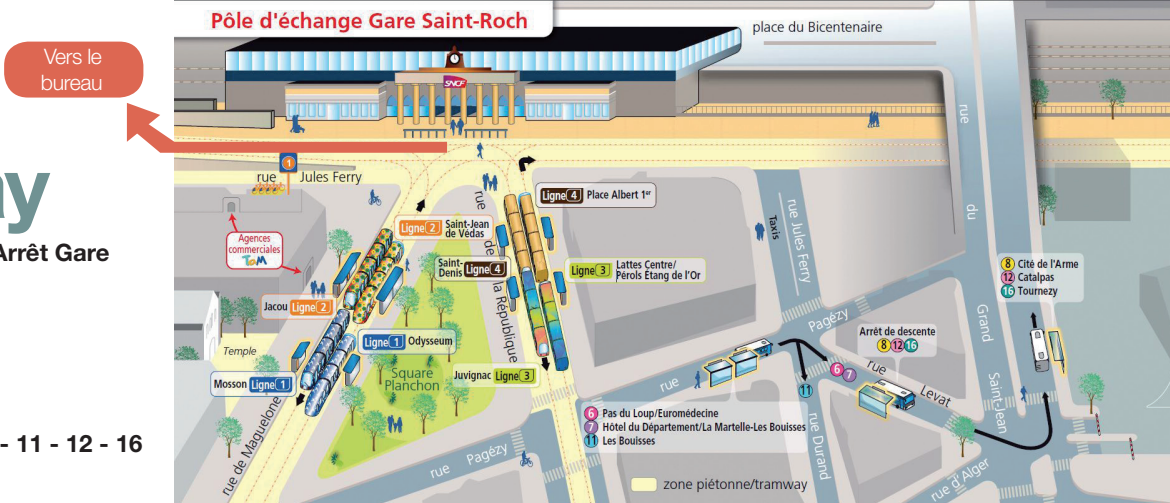 Pôle d'échange Gare Saint-Roch
place du Bicentenaire
Vers le
bureau
SNCF
rue
1
rue Jules Ferry
ay
Arrêt Gare
Ligne 4 Place Albert 1er
Agences
commerciales
TaM
Ligne 2 Saint-Jean
de Védas
rue de la République
Taxis
rue Jules Ferry
du
Saint-
Denis Ligne 4
Ligne 3 Lattes Centre/
Pérols Étang de l'Or
8 Cité de l'Arme
12 Catalpas
16 Tournezy
Jacou Ligne 2
Grand
Pagézy
Arrêt de descente
8 12 16
Ligne 1 Odysseum
Temple
Square
Planchon
Juvignac Ligne 3
Mosson Ligne 1
rue
6
7
11
rue
Levat
Saint-Jean
6 Pas du Loup/Euromédecine
7 Hôtel du Département/La Martelle-Les Bouisses
11 Les Bouisses
rue Durand
- 11 - 12 - 16
rue de Maguelone
rue Pagézy
rue d'Alger
zone piétonne/tramway